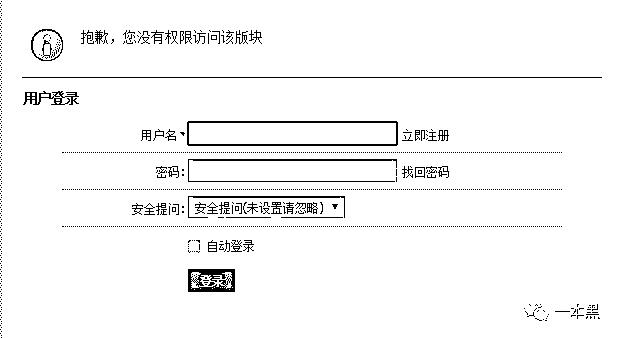 抱歉，您没有权限访问该版块
用户登录
用户名 立即注册
密码: 找回密码
安全提问: 安全提问(未设置请忽略) ▼
自动登录
登录
一本黑